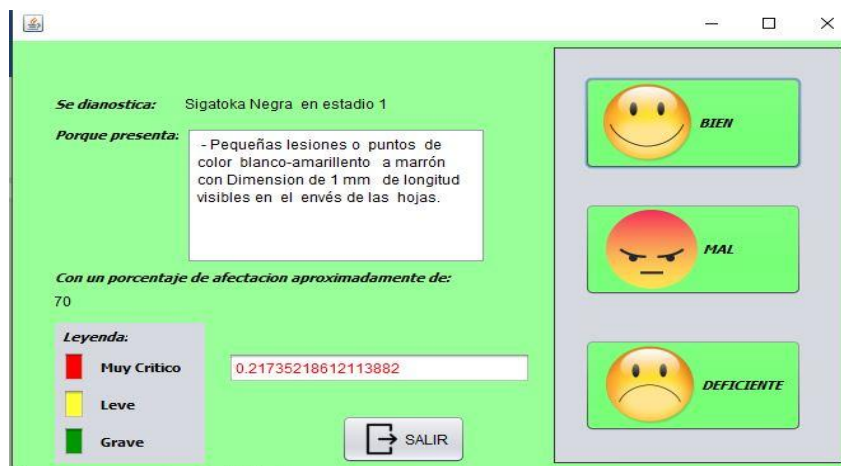 Se dianostica: Sigatoka Negra en estadio 1
Porque presenta:
- Pequeñas lesiones o puntos de
color blanco-amarillento a marrón
con Dimension de 1 mm de longitud
visibles en el envés de las hojas.
Con un porcentaje de afectacion aproximadamente de:
70
Leyenda:
Muy Critico
0.21735218612113882
Leve
Grave
SALIR
BIEN
MAL
DEFICIENTE